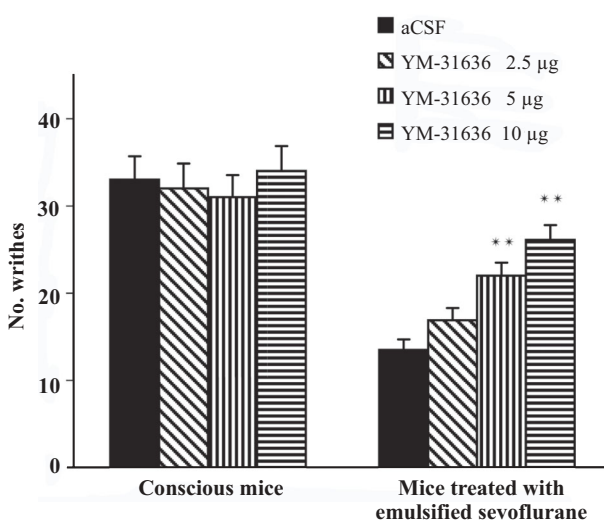 aCSF
YM-31636 2.5 µg
YM-31636 5 µg
YM-31636 10 µg
No. writhes
40
30
20
10
0
**
**
Conscious mice
Mice treated with
emulsified sevoflurane